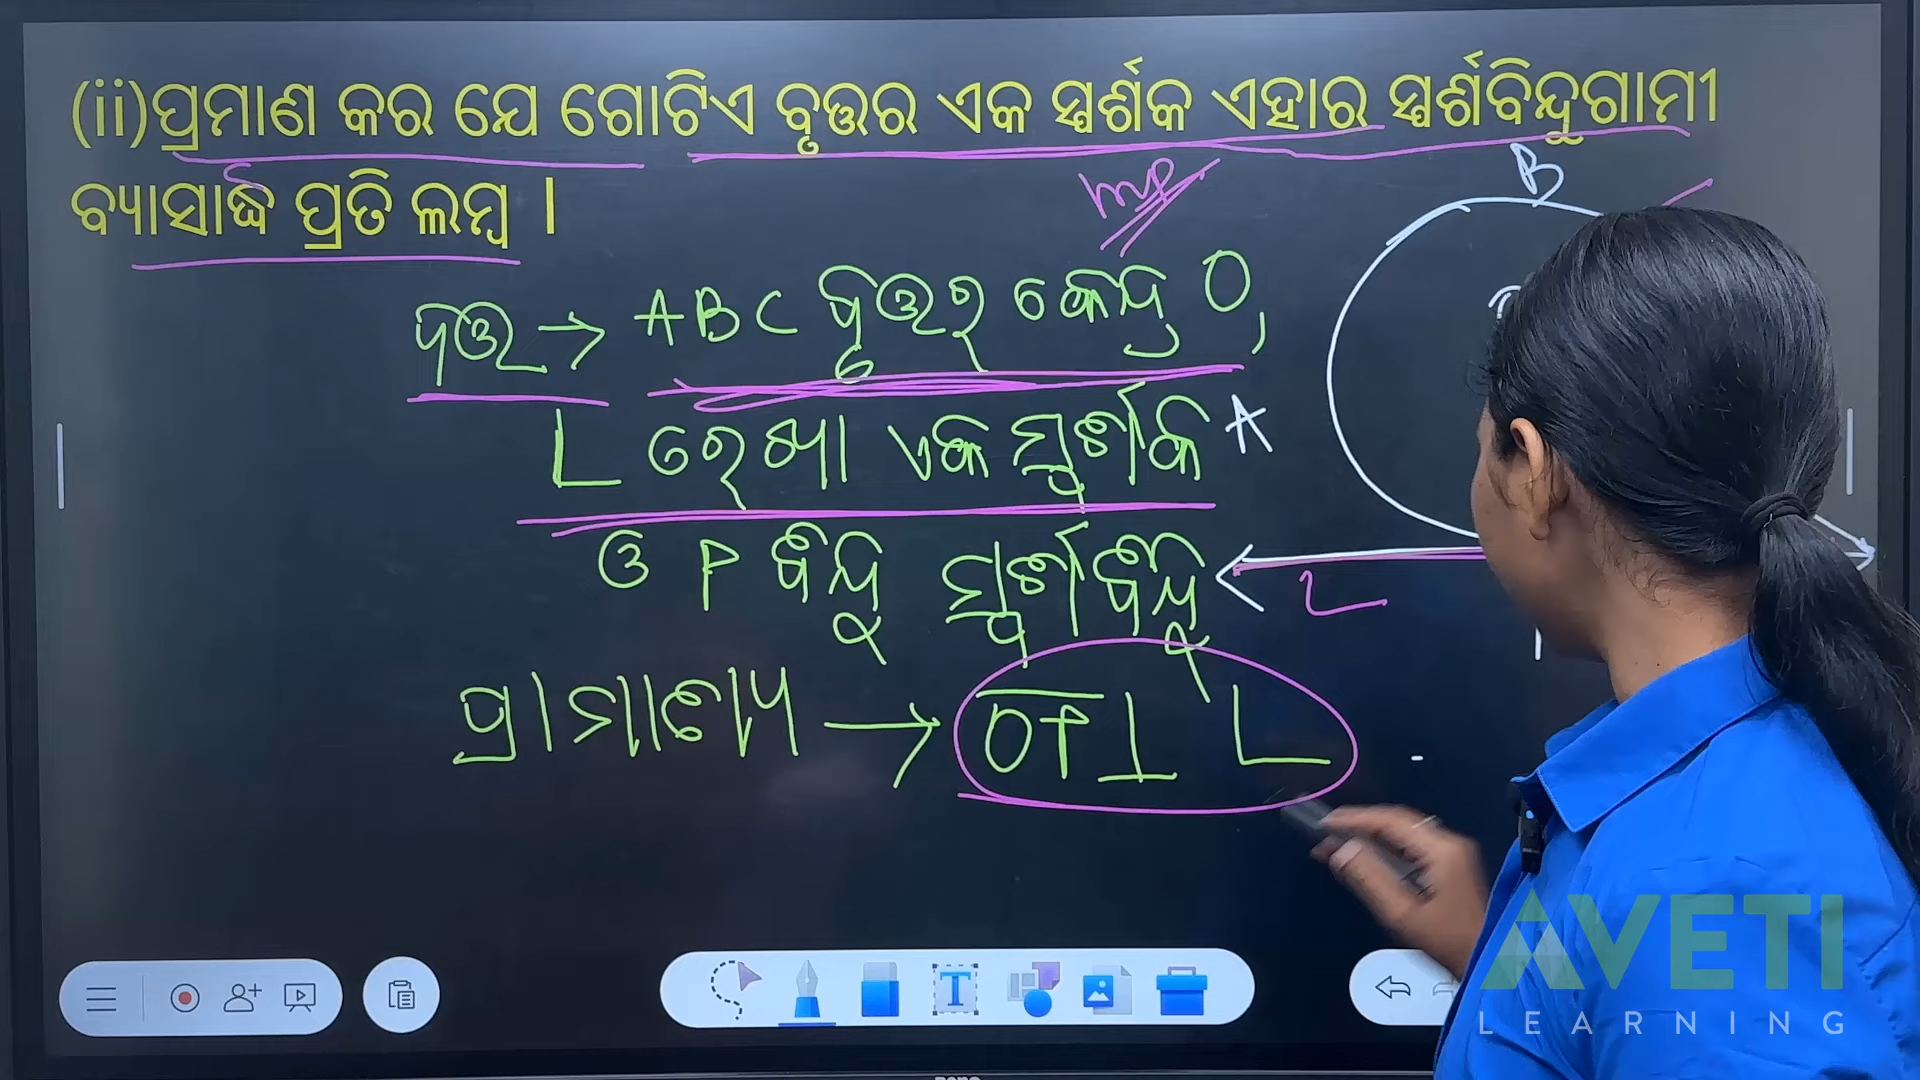 (ii)ପ୍ରମାଣ କର ଯେ ଗୋଟିଏ ବୃତ୍ତର ଏକ ସ୍ପର୍ଶକ ଏହାର ସ୍ପର୍ଶବିନ୍ଦୁଗାମୀ
ବ୍ୟାସାର୍ଦ୍ଧ ପ୍ରତି ଲମ୍ବ ।
Imp
B
ଦତ୍ତ → ABC ବୃତ୍ତର କେନ୍ଦ୍ର O,
L ରେଖା ଏକ ସ୍ପର୍ଶକ
A
ଓ P ବିନ୍ଦୁ ସ୍ପର୍ଶବିନ୍ଦୁ
L
ପ୍ରାମାଣ୍ୟ → OP ⊥ L
AVETI
LEARNING